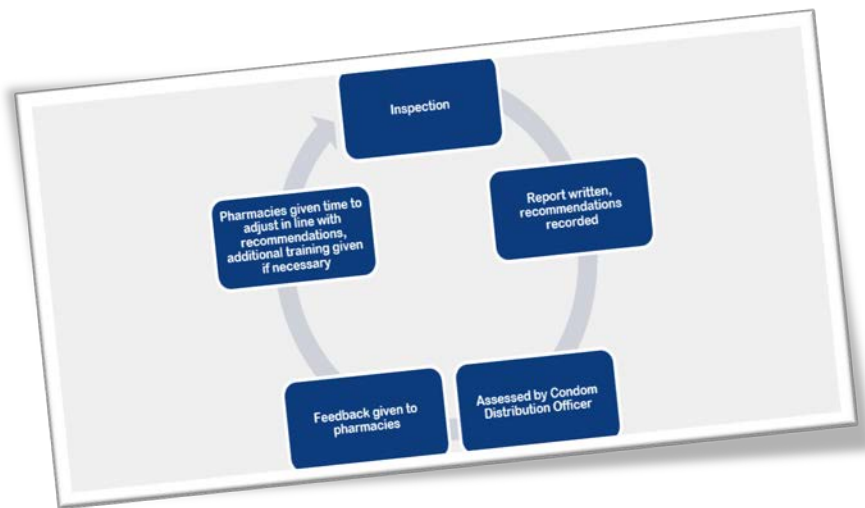 Inspection
Report written,
recommendations
recorded
Assessed by Condom
Distribution Officer
Feedback given to
pharmacies
Pharmacies given time to
adjust in line with
recommendations,
additional training given
if necessary